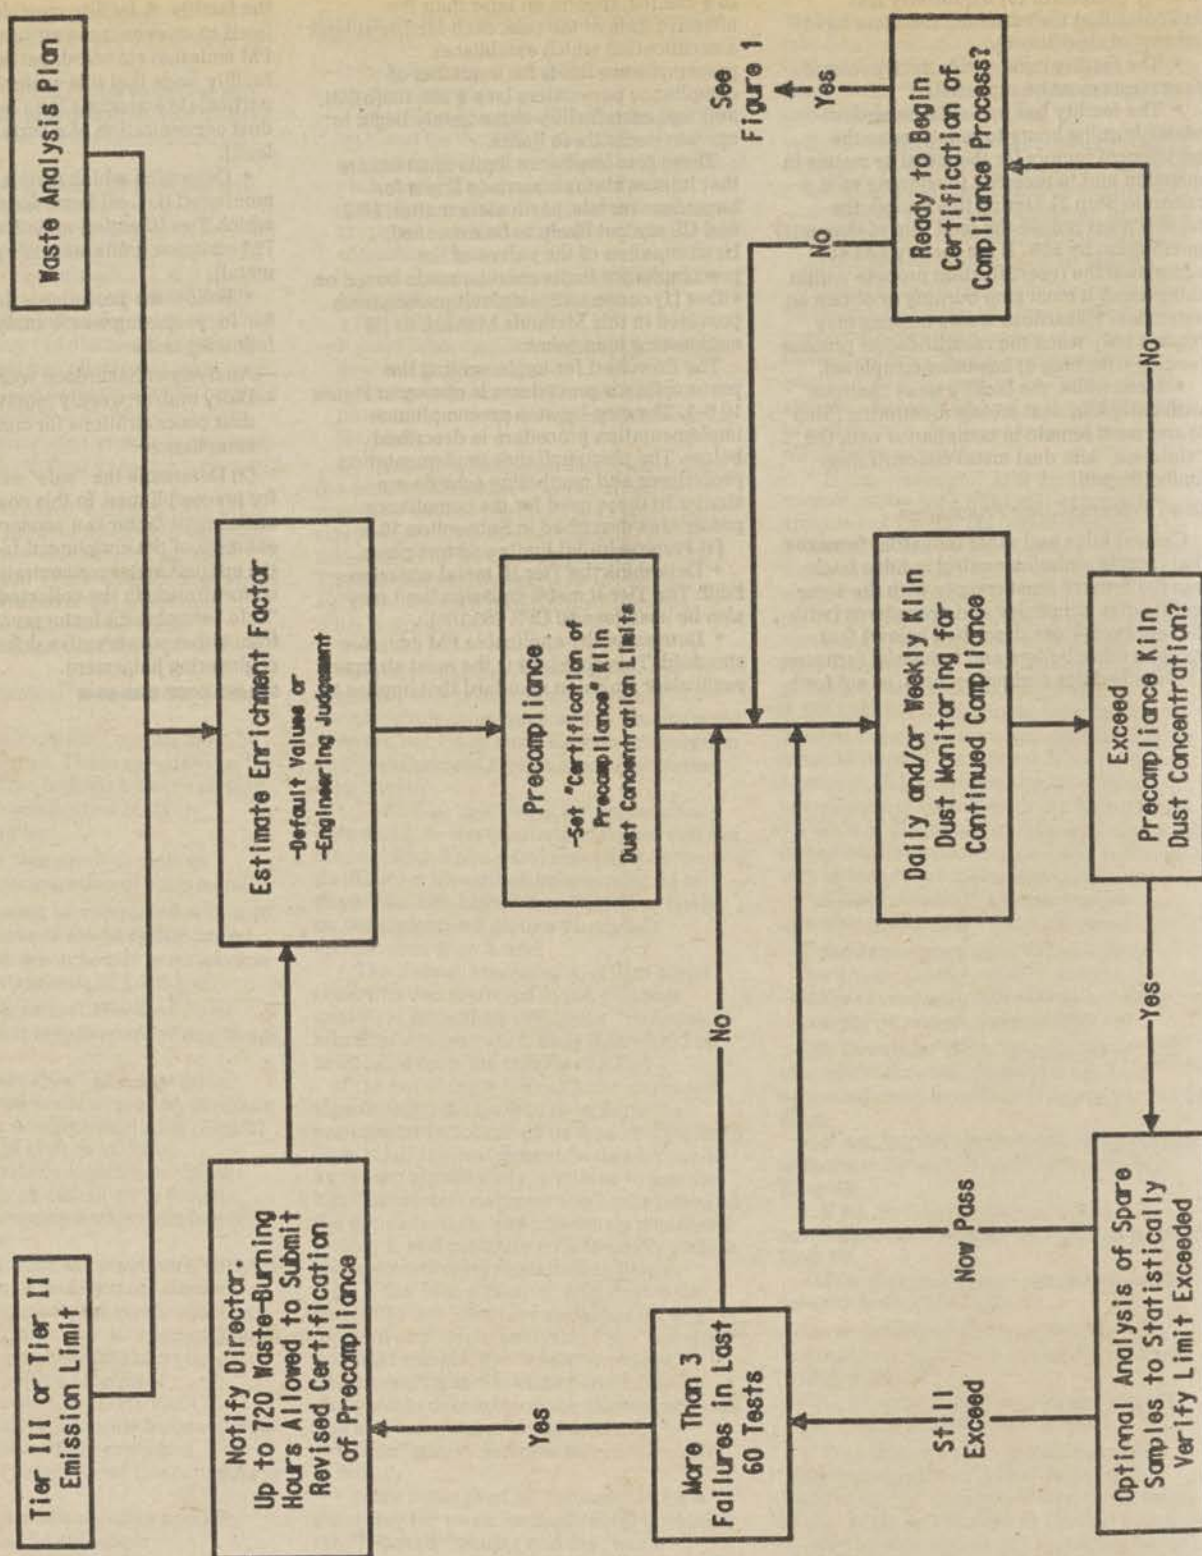 Tier III or Tier II
Emission Limit
Waste Analysis Plan
Notify Director.
Up to 720 Waste-Burning
Hours Allowed to Submit
Revised Certification
of Precompliance
Estimate Enrichment Factor
-Default Values or
-Engineering Judgement
Yes
Precompliance
-Set "Certification of
Precompliance" Kiln
Dust Concentration Limits
More Than 3
Failures in Last
60 Tests
No
No
See
Figure 1
Yes
Still
Exceed
Now Pass
Daily and/or Weekly Kiln
Dust Monitoring for
Continued Compliance
Ready to Begin
Certification of
Compliance Process?
Optional Analysis of Spare
Samples to Statistically
Verify Limit Exceeded
Yes
Exceed
Precompliance Kiln
Dust Concentration?
No